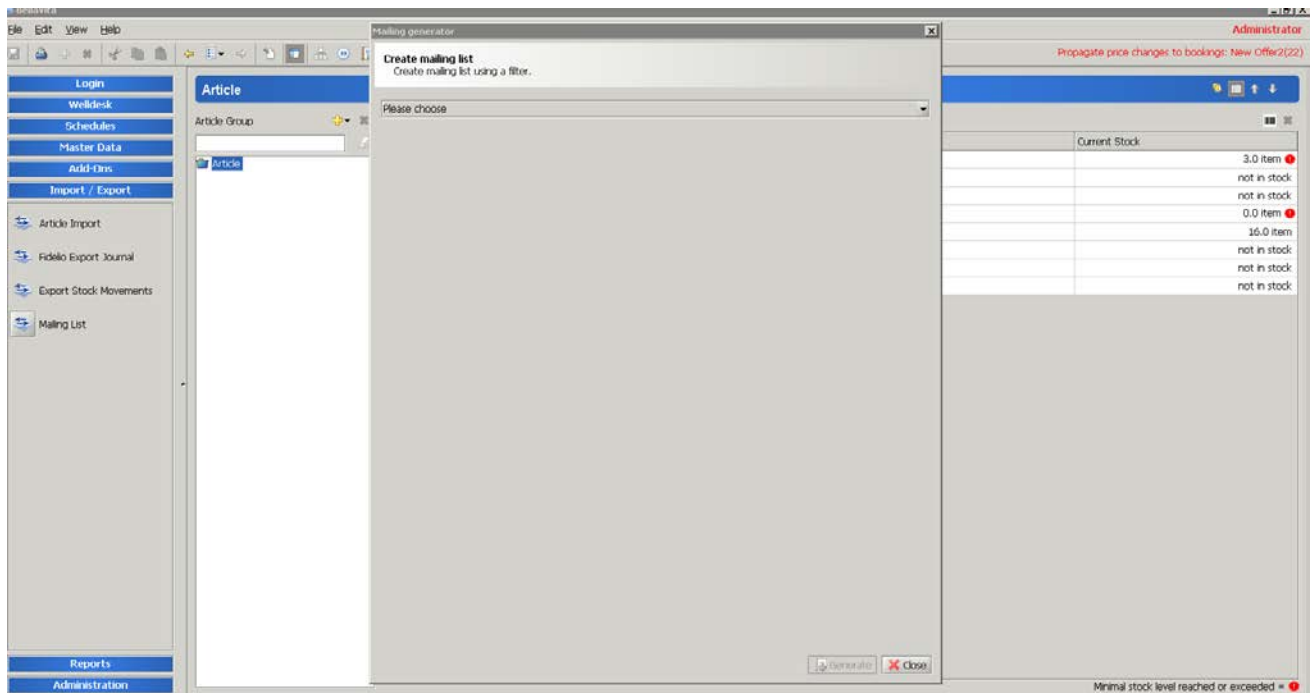 Bellavita
File Edit View Help
Administrator
Propagate price changes to bookings: New Offer2(22)
Login
Welldesk
Schedules
Master Data
Add-Ons
Import / Export
Article Import
Fidelio Export Journal
Export Stock Movements
Mailing List
Reports
Administration
Article
Article Group
Article
Mailing generator
Create mailing list
Create mailing list using a filter.
Please choose
Generate
Close
Current Stock
3.0 item
not in stock
not in stock
0.0 item
16.0 item
not in stock
not in stock
not in stock
Minimal stock level reached or exceeded =